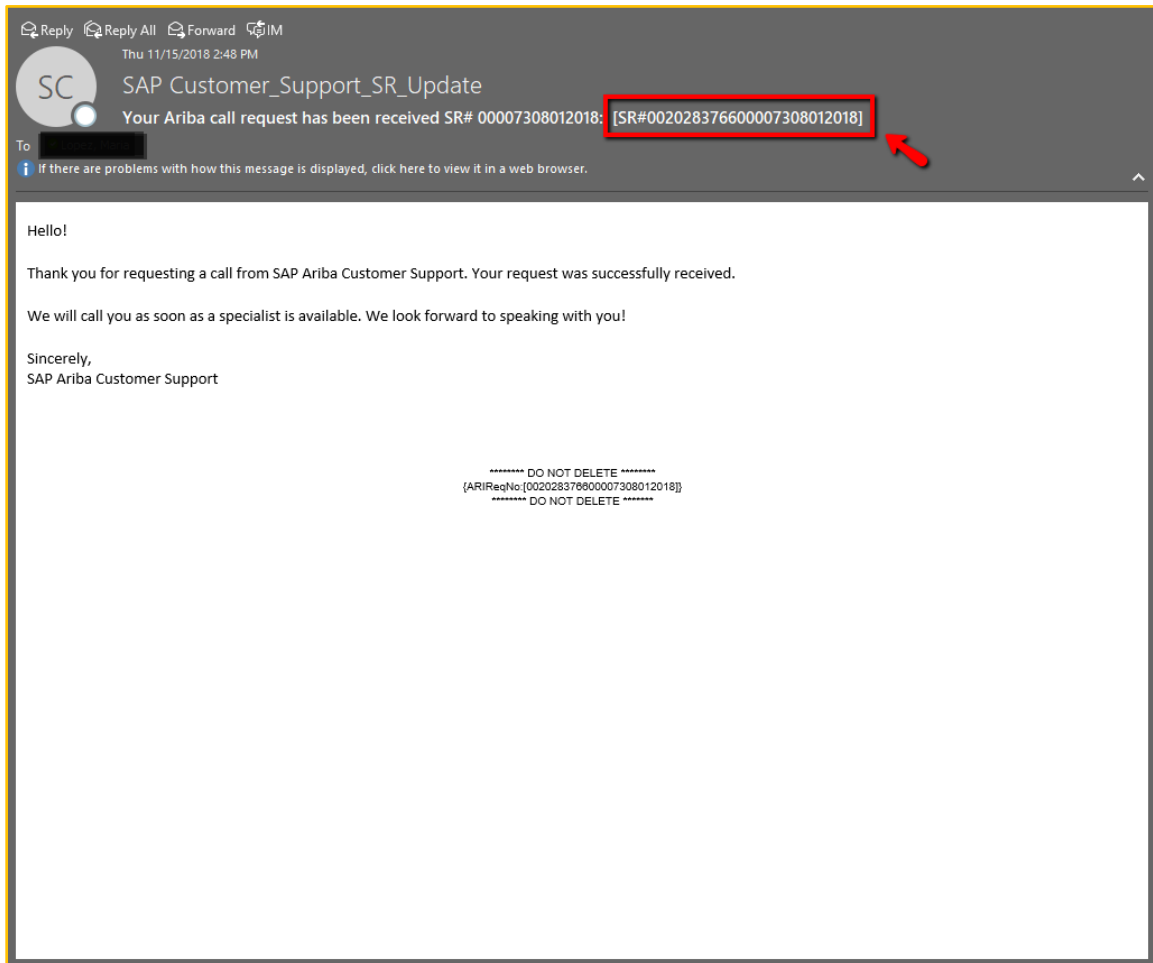 Reply Reply All Forward IM
Thu 11/15/2018 2:48 PM
SC
SAP Customer_Support_SR_Update
Your Ariba call request has been received SR# 00007308012018: [SR#002028376600007308012018]
To
If there are problems with how this message is displayed, click here to view it in a web browser.
Hello!
Thank you for requesting a call from SAP Ariba Customer Support. Your request was successfully received.
We will call you as soon as a specialist is available. We look forward to speaking with you!
Sincerely,
SAP Ariba Customer Support
******** DO NOT DELETE ********
{ARIReqNo:[002028376600007308012018]}
******** DO NOT DELETE *******